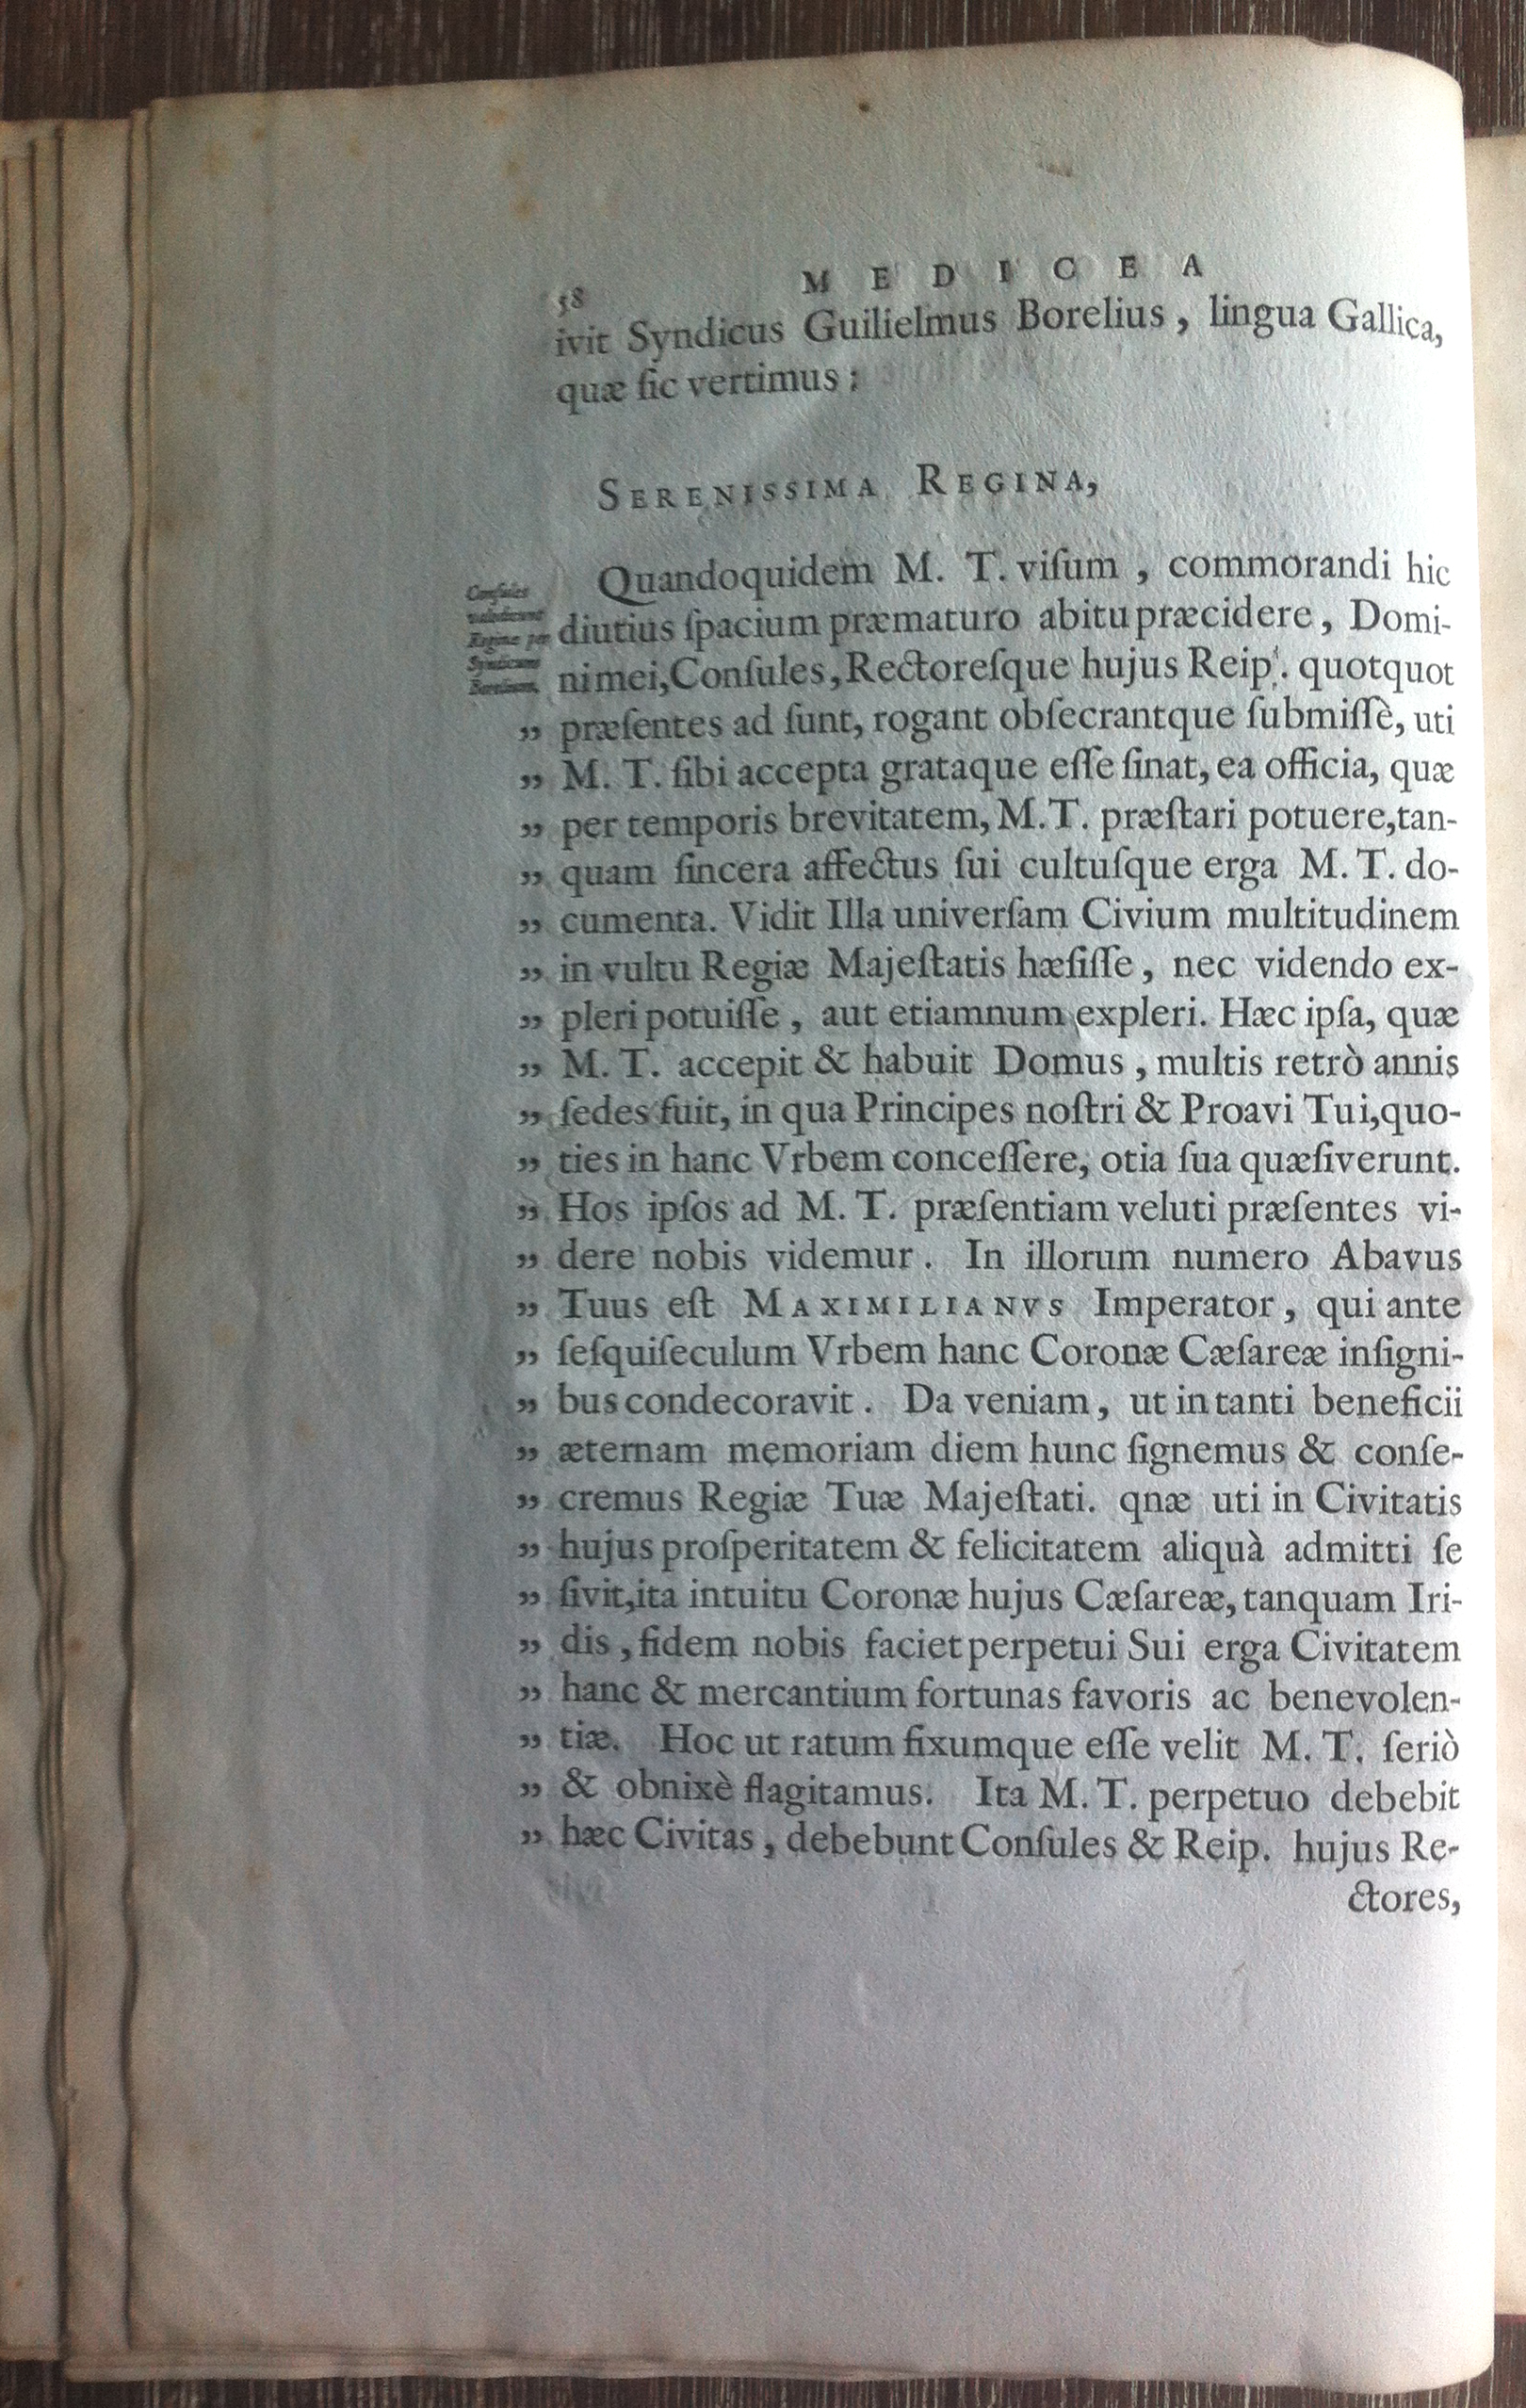 58 MEDICEA
ivit Syndicus Guilielmus Borelius, lingua Gallica,
quæ ſic vertimus:
SERENISSIMA REGINA,
Conſules
valedicunt
Reginæ per
Syndicum
Borelium.
Quandoquidem M. T. viſum, commorandi hic
diutius ſpacium præmaturo abitu præcidere, Domi-
ni mei, Conſules, Rectoreſque hujus Reip. quotquot
„ præſentes ad ſunt, rogant obſecrantque ſubmiſſè, uti
„ M. T. ſibi accepta grataque eſſe ſinat, ea officia, quæ
„ per temporis brevitatem, M. T. præſtari potuere, tan-
„ quam ſincera affectus ſui cultuſque erga M. T. do-
„ cumenta. Vidit Illa univerſam Civium multitudinem
„ in vultu Regiæ Majeſtatis hæſiſſe, nec videndo ex-
„ pleri potuiſſe, aut etiamnum expleri. Hæc ipſa, quæ
„ M. T. accepit & habuit Domus, multis retrò annis
„ ſedes fuit, in qua Principes noſtri & Proavi Tui, quo-
„ ties in hanc Vrbem conceſſere, otia ſua quæſiverunt.
„ Hos ipſos ad M. T. præſentiam veluti præſentes vi-
„ dere nobis videmur. In illorum numero Abavus
„ Tuus eſt MAXIMILIANVS Imperator, qui ante
„ ſeſquiſeculum Vrbem hanc Coronæ Cæſareæ inſigni-
„ bus condecoravit. Da veniam, ut in tanti beneficii
„ æternam memoriam diem hunc ſignemus & conſe-
„ cremus Regiæ Tuæ Majeſtati. qnæ uti in Civitatis
„ hujus proſperitatem & felicitatem aliquà admitti ſe
„ ſivit, ita intuitu Coronæ hujus Cæſareæ, tanquam Iri-
„ dis, fidem nobis faciet perpetui Sui erga Civitatem
„ hanc & mercantium fortunas favoris ac benevolen-
„ tiæ. Hoc ut ratum fixumque eſſe velit M. T. ſeriò
„ & obnixè flagitamus. Ita M. T. perpetuo debebit
„ hæc Civitas, debebunt Conſules & Reip. hujus Re-
ctores,